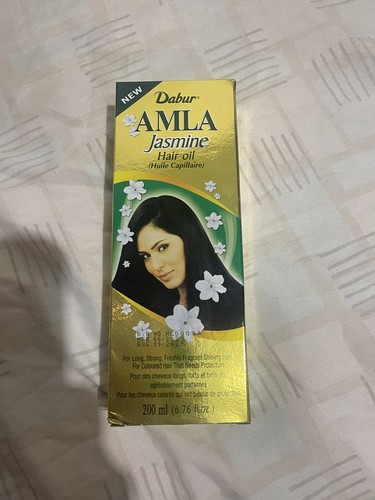 NEW
Dabur®
AMLA
Jasmine
Hair oil
(Huile Capillaire)
For Long, Strong, Freshly Fragrant Shining
For Coloured Hair That Needs Protection
Pour des cheveux longs, forts et
agréablement parfumés
Pour les cheveux colorés qui ont besoin de protection
200 ml (6.76 fl.oz.)